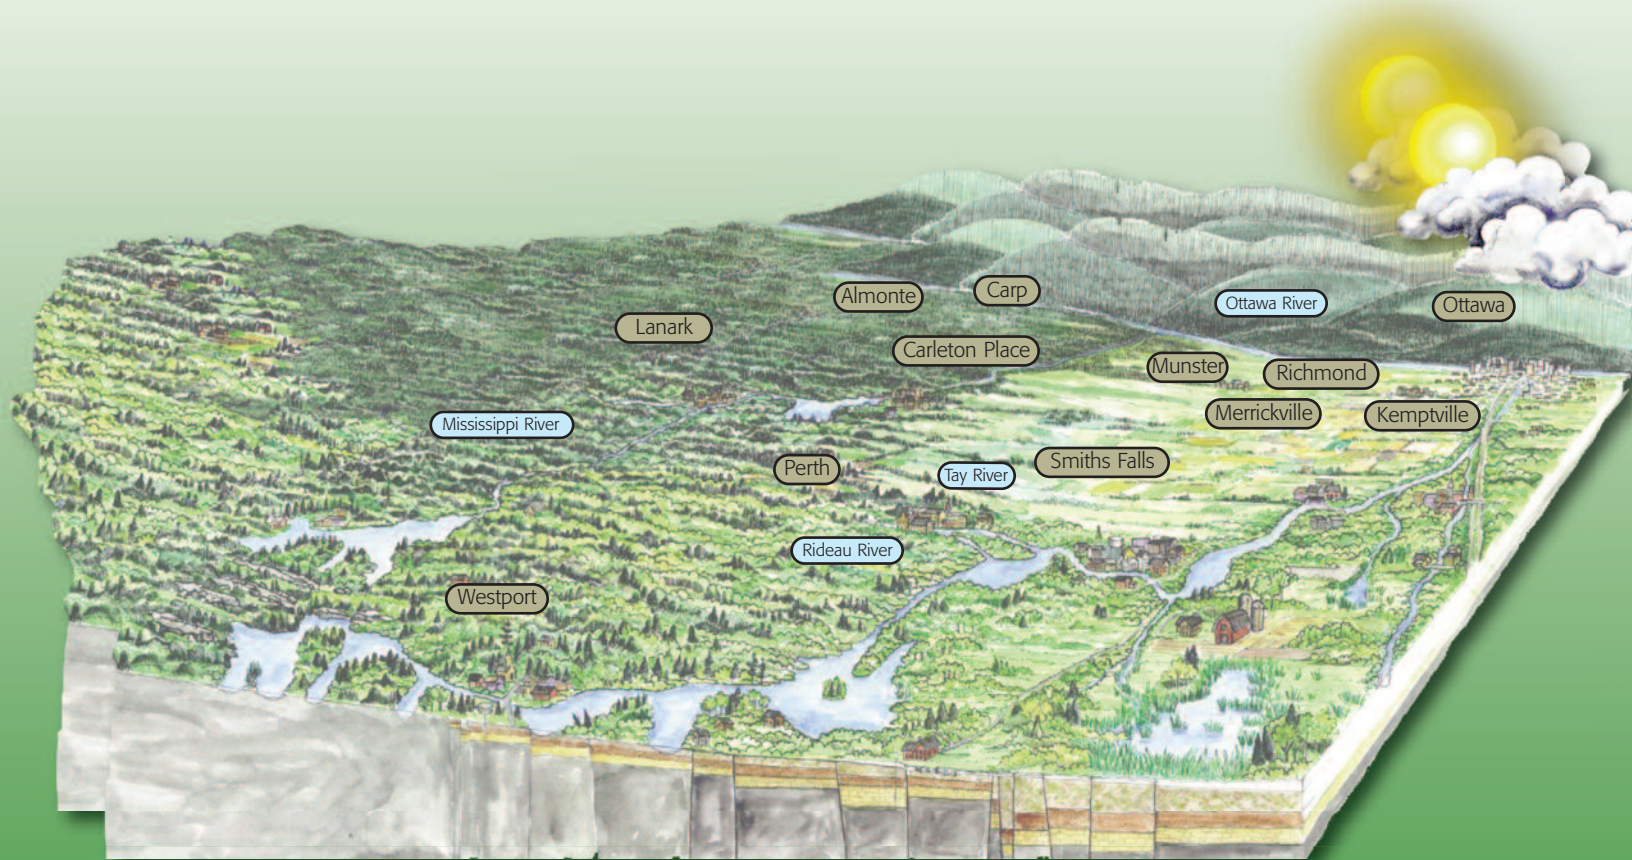 Carp
Almonte
Ottawa River
Ottawa
Lanark
Carleton Place
Munster
Richmond
Merrickville
Kemptville
Mississippi River
Smiths Falls
Perth
Tay River
Rideau River
Westport